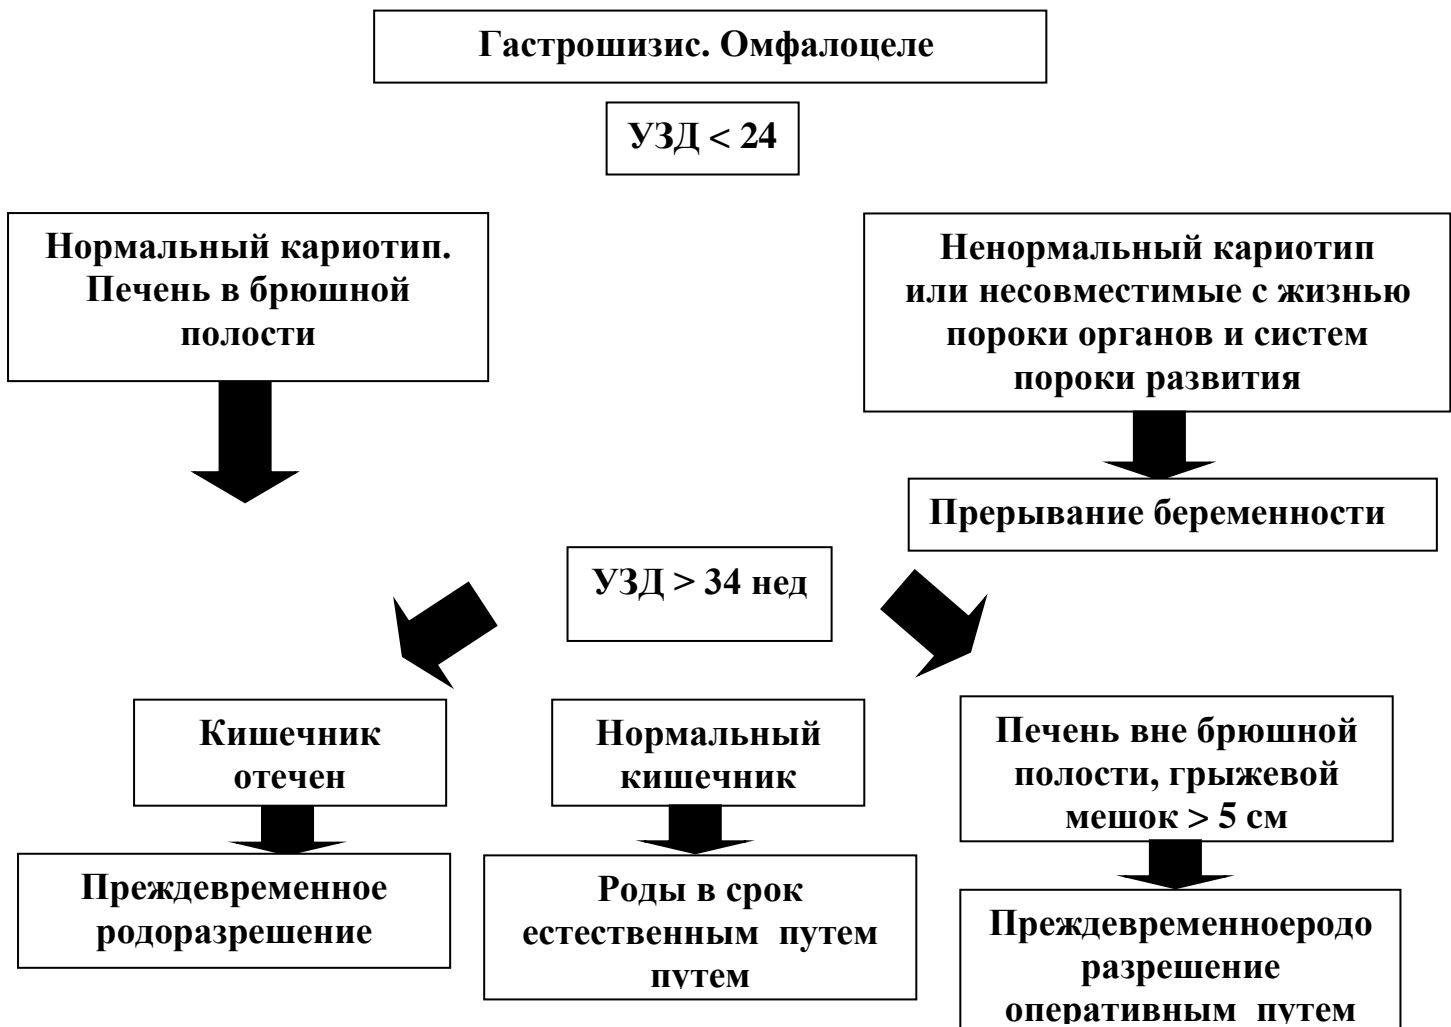 Гастрошизис. Омфалоцеле
УЗД < 24
Нормальный кариотип.
Печень в брюшной
полости
Ненормальный кариотип
или несовместимые с жизнью
пороки органов и систем
пороки развития
Прерывание беременности
УЗД > 34 нед
Кишечник
отечен
Нормальный
кишечник
Печень вне брюшной
полости, грыжевой
мешок > 5 см
Преждевременное
родоразрешение
Роды в срок
естественным путем
путем
Преждевременноеродо
разрешение
оперативным путем